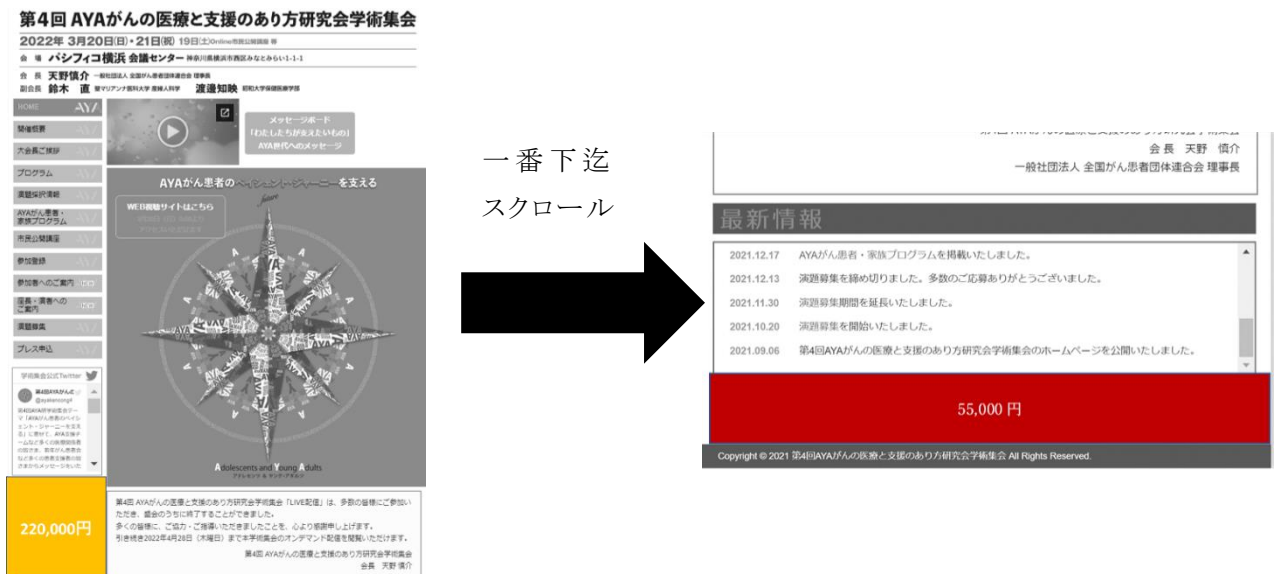 第4回 AYAがんの医療と支援のあり方研究会学術集会
2022年 3月20日(日)・21日(祝) 19日(土)Online市民公開講座 等
会 場 パシフィコ横浜 会議センター 神奈川県横浜市西区みなとみらい1-1-1
会 長 天野慎介 一般社団法人 全国がん患者団体連合会 理事長
副会長 鈴木 直 聖マリアンナ医科大学 産婦人科学 渡邊知映 昭和大学保健医療学部
HOME
開催概要
大会長ご挨拶
プログラム
演題採択情報
AYAがん患者・
家族プログラム
市民公開講座
参加登録
参加者へのご案内
座長・演者への
ご案内
演題募集
プレス申込
メッセージボード
「わたしたちが支えたいもの」
AYA世代へのメッセージ
AYAがん患者のペイシェント・ジャーニーを支える
future
WEB視聴サイトはこちら
Adolescents and Young Adults
アドレセンツ & ヤング・アダルツ
学術集会公式Twitter
第4回AYAがんの
@ayakencong4
220,000円
第4回 AYAがんの医療と支援のあり方研究会学術集会「LIVE配信」は、多数の皆様にご参加い
ただき、盛会のうちに終了することができました。
多くの皆様に、ご協力・ご指導いただきましたことを、心より感謝申し上げます。
引き続き2022年4月28日（木曜日）まで本学術集会のオンデマンド配信を閲覧いただけます。
第4回 AYAがんの医療と支援のあり方研究会学術集会
会長 天野 慎介
一番下迄
スクロール
会 長 天野 慎介
一般社団法人 全国がん患者団体連合会 理事長
最新情報
2021.12.17 AYAがん患者・家族プログラムを掲載いたしました。
2021.12.13 演題募集を締め切りました。多数のご応募ありがとうございました。
2021.11.30 演題募集期間を延長いたしました。
2021.10.20 演題募集を開始いたしました。
2021.09.06 第4回AYAがんの医療と支援のあり方研究会学術集会のホームページを公開いたしました。
55,000 円
Copyright © 2021 第4回AYAがんの医療と支援のあり方研究会学術集会 All Rights Reserved.